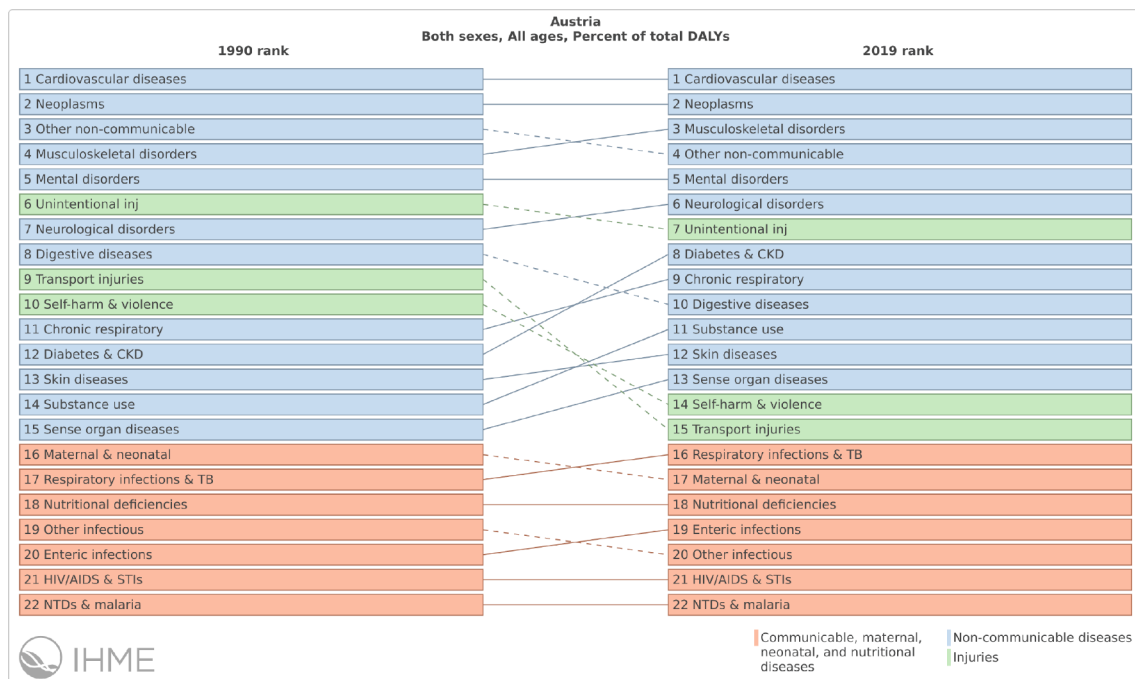 Austria
Both sexes, All ages, Percent of total DALYs
1990 rank
2019 rank
1 Cardiovascular diseases
2 Neoplasms
3 Other non-communicable
4 Musculoskeletal disorders
5 Mental disorders
6 Unintentional inj
7 Neurological disorders
8 Digestive diseases
9 Transport injuries
10 Self-harm & violence
11 Chronic respiratory
12 Diabetes & CKD
13 Skin diseases
14 Substance use
15 Sense organ diseases
16 Maternal & neonatal
17 Respiratory infections & TB
18 Nutritional deficiencies
19 Other infectious
20 Enteric infections
21 HIV/AIDS & STIs
22 NTDs & malaria
1 Cardiovascular diseases
2 Neoplasms
3 Musculoskeletal disorders
4 Other non-communicable
5 Mental disorders
6 Neurological disorders
7 Unintentional inj
8 Diabetes & CKD
9 Chronic respiratory
10 Digestive diseases
11 Substance use
12 Skin diseases
13 Sense organ diseases
14 Self-harm & violence
15 Transport injuries
16 Respiratory infections & TB
17 Maternal & neonatal
18 Nutritional deficiencies
19 Enteric infections
20 Other infectious
21 HIV/AIDS & STIs
22 NTDs & malaria
IHME
Communicable, maternal,
neonatal, and nutritional
diseases
Non-communicable diseases
Injuries